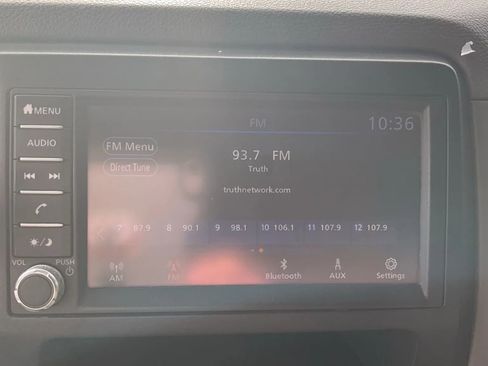 MENU
AUDIO
VOL PUSH
FM
10:36
FM Menu
Direct Tune
93.7 FM
Truth
truthnetwork.com
7 87.9 8 90.1 9 98.1 10 106.1 11 107.9 12 107.9
AM
FM
Bluetooth
AUX
Settings